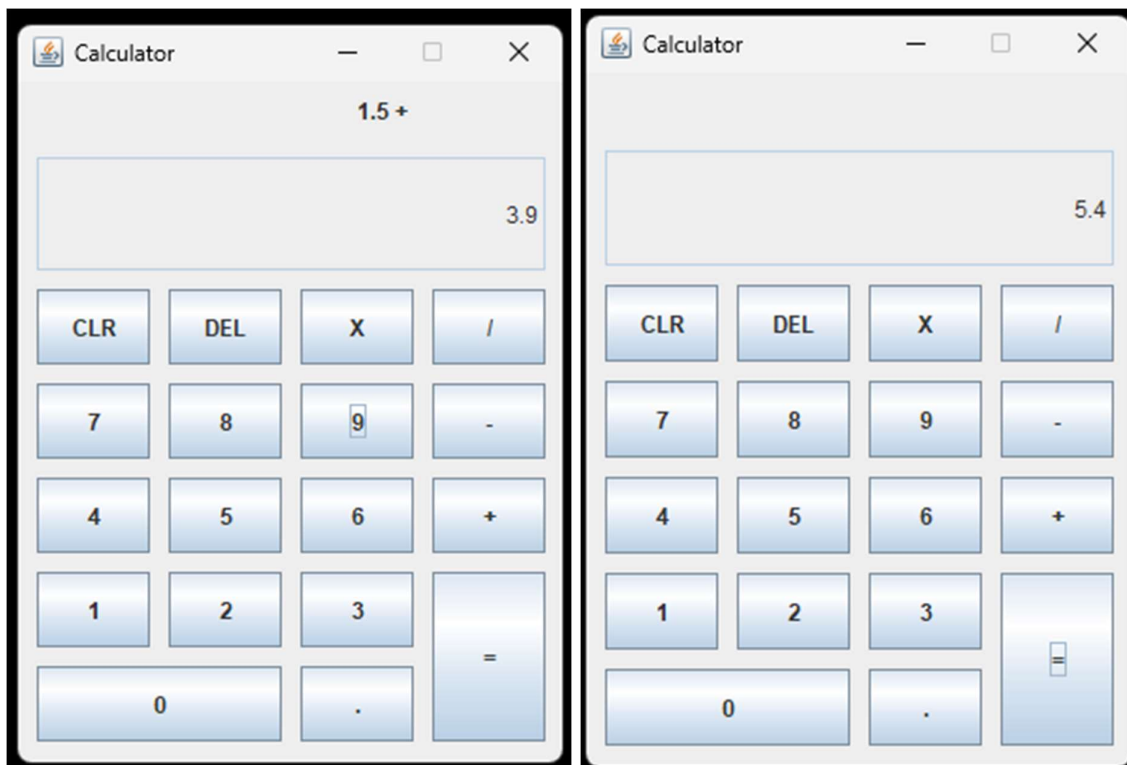 Calculator
1.5 +
3.9
CLR DEL X /
7 8 9 -
4 5 6 +
1 2 3
=
0 .
Calculator
5.4
CLR DEL X /
7 8 9 -
4 5 6 +
1 2 3
=
0 .